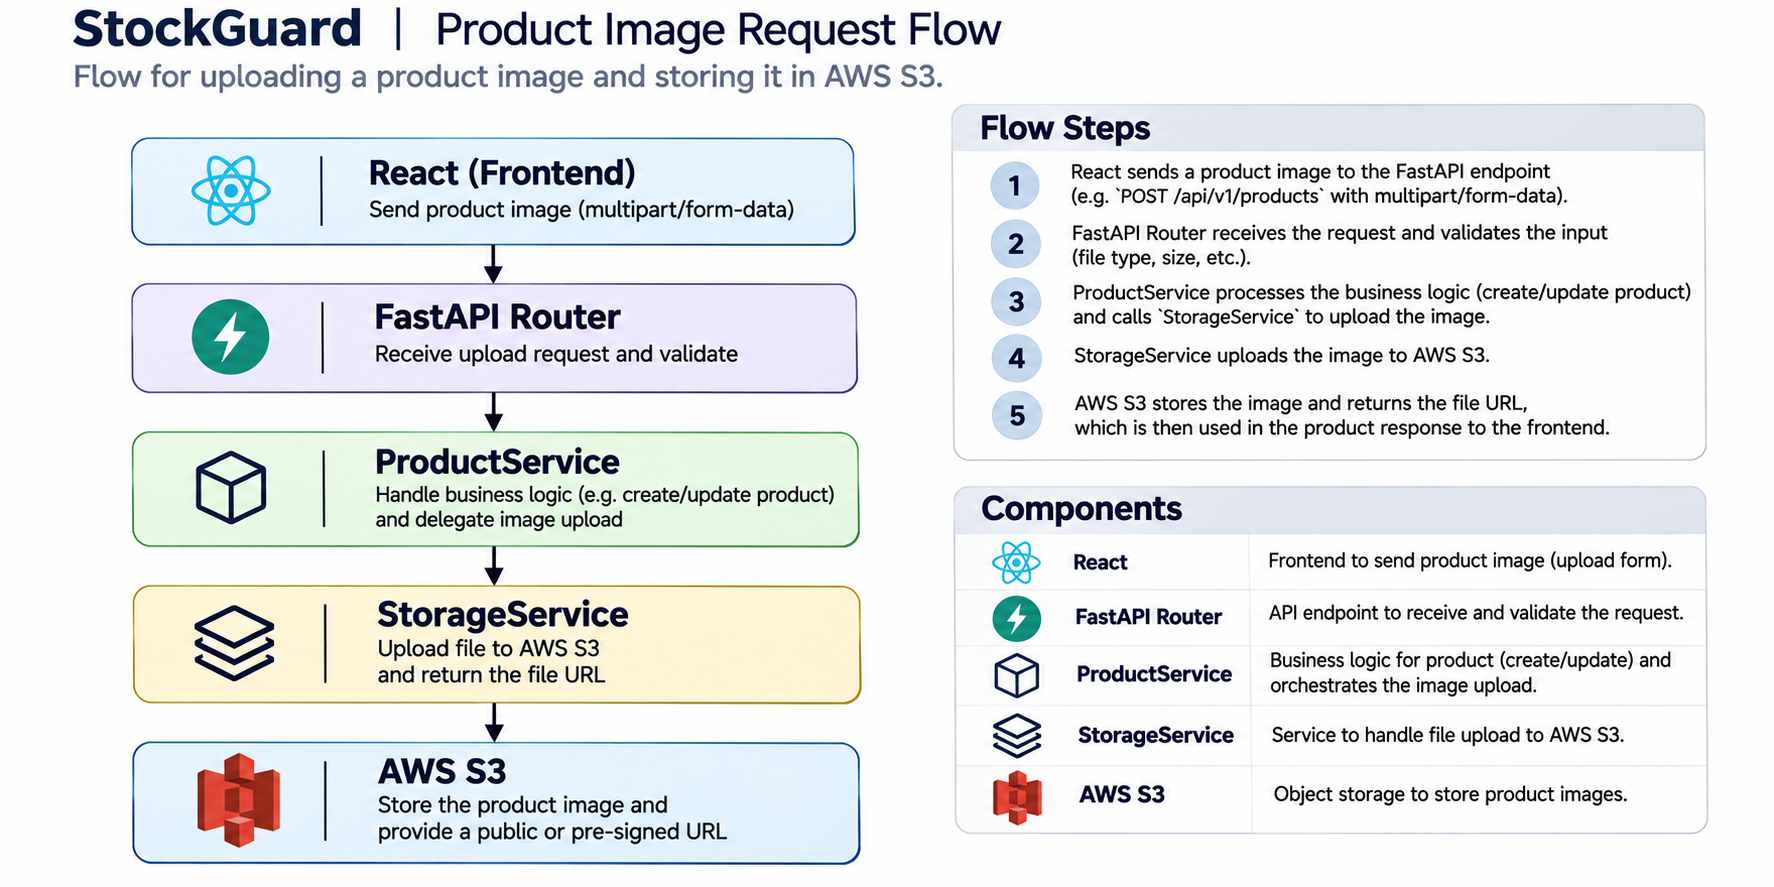 StockGuard | Product Image Request Flow
Flow for uploading a product image and storing it in AWS S3.
React (Frontend)
Send product image (multipart/form-data)
FastAPI Router
Receive upload request and validate
ProductService
Handle business logic (e.g. create/update product)
and delegate image upload
StorageService
Upload file to AWS S3
and return the file URL
AWS S3
Store the product image and
provide a public or pre-signed URL
Flow Steps
1
React sends a product image to the FastAPI endpoint
(e.g. `POST /api/v1/products` with multipart/form-data).
2
FastAPI Router receives the request and validates the input
(file type, size, etc.).
3
ProductService processes the business logic (create/update product)
and calls `StorageService` to upload the image.
4
StorageService uploads the image to AWS S3.
5
AWS S3 stores the image and returns the file URL,
which is then used in the product response to the frontend.
Components
React
Frontend to send product image (upload form).
FastAPI Router
API endpoint to receive and validate the request.
ProductService
Business logic for product (create/update) and
orchestrates the image upload.
StorageService
Service to handle file upload to AWS S3.
AWS S3
Object storage to store product images.